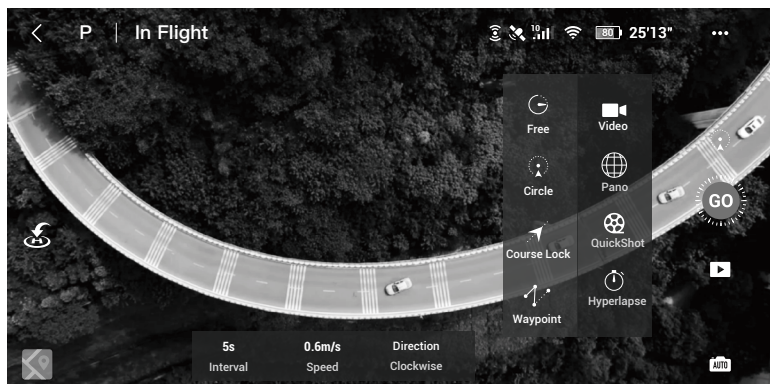 P | In Flight
10
80
25'13"
Free
Video
Circle
Pano
Course Lock
QuickShot
Waypoint
Hyperlapse
GO
H
5s
0.6m/s
Direction
Interval
Speed
Clockwise
AUTO